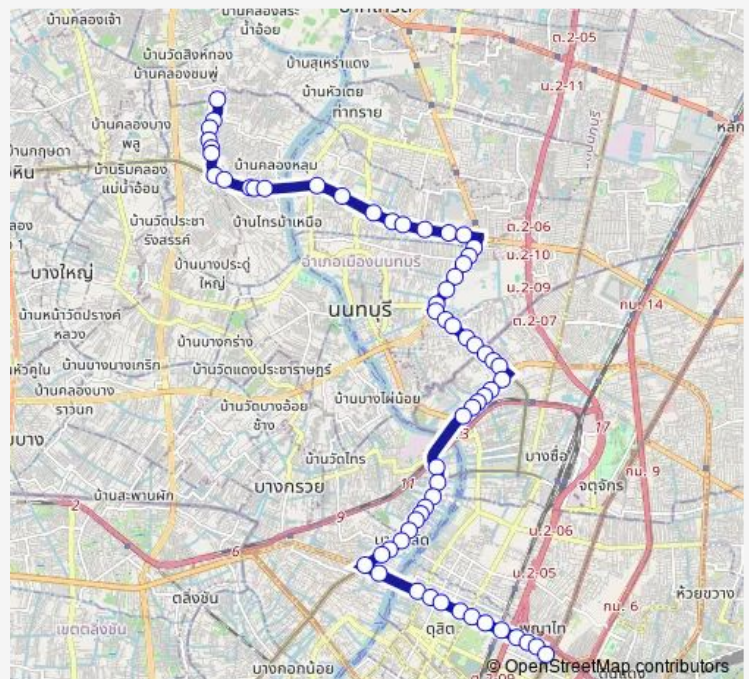 บ้านคลองเจ้า
บ้านคลองสระ
น้ำอ้อย
ต.2-05
บ้านวัดสิงห์ทอง
บ้านคลองชมพู่
บ้านสุเหร่าแดง
น.2-11
บ้านหัวเตย
ท่าทราย
บ้านคลองบาง
พลู
บ้านกฤษดา
หิน
บ้านริมคลอง
แม่น้ำอ้อม
บ้านคลองหลุม
บ้านวัดประชา
รังสรรค์
บ้านไทรม้าเหนือ
ต.2-06
น.2-10
อำเภอเมืองนนทบุรี
บางใหญ่
บ้านบางประดู่
ใหญ่
น.2-09
กม. 14
นนทบุรี
ต.2-07
บ้านหน้าวัดปรางค์
หลวง
บ้านบางกร่าง
บ้านบางนางเกริก
บ้านวัดแดงประชาราษฎร์
บ้านคลองบาง
ราวนก
บ้านวัดบางอ้อย
ช้าง
บ้านบางไผ่น้อย
17
บ้านวัดไทร
บางซื่อ
กม. 9
11
จตุจักร
บางกรวย
บ้านสะพานผัก
2
9
น.2-06
6
น.2-05
ตลิ่งชัน
ห้วยขวาง
กม. 6
ดุสิต
พญาไท
เขตตลิ่งชัน
บางคอกน้อย
© OpenStreetMap contributors